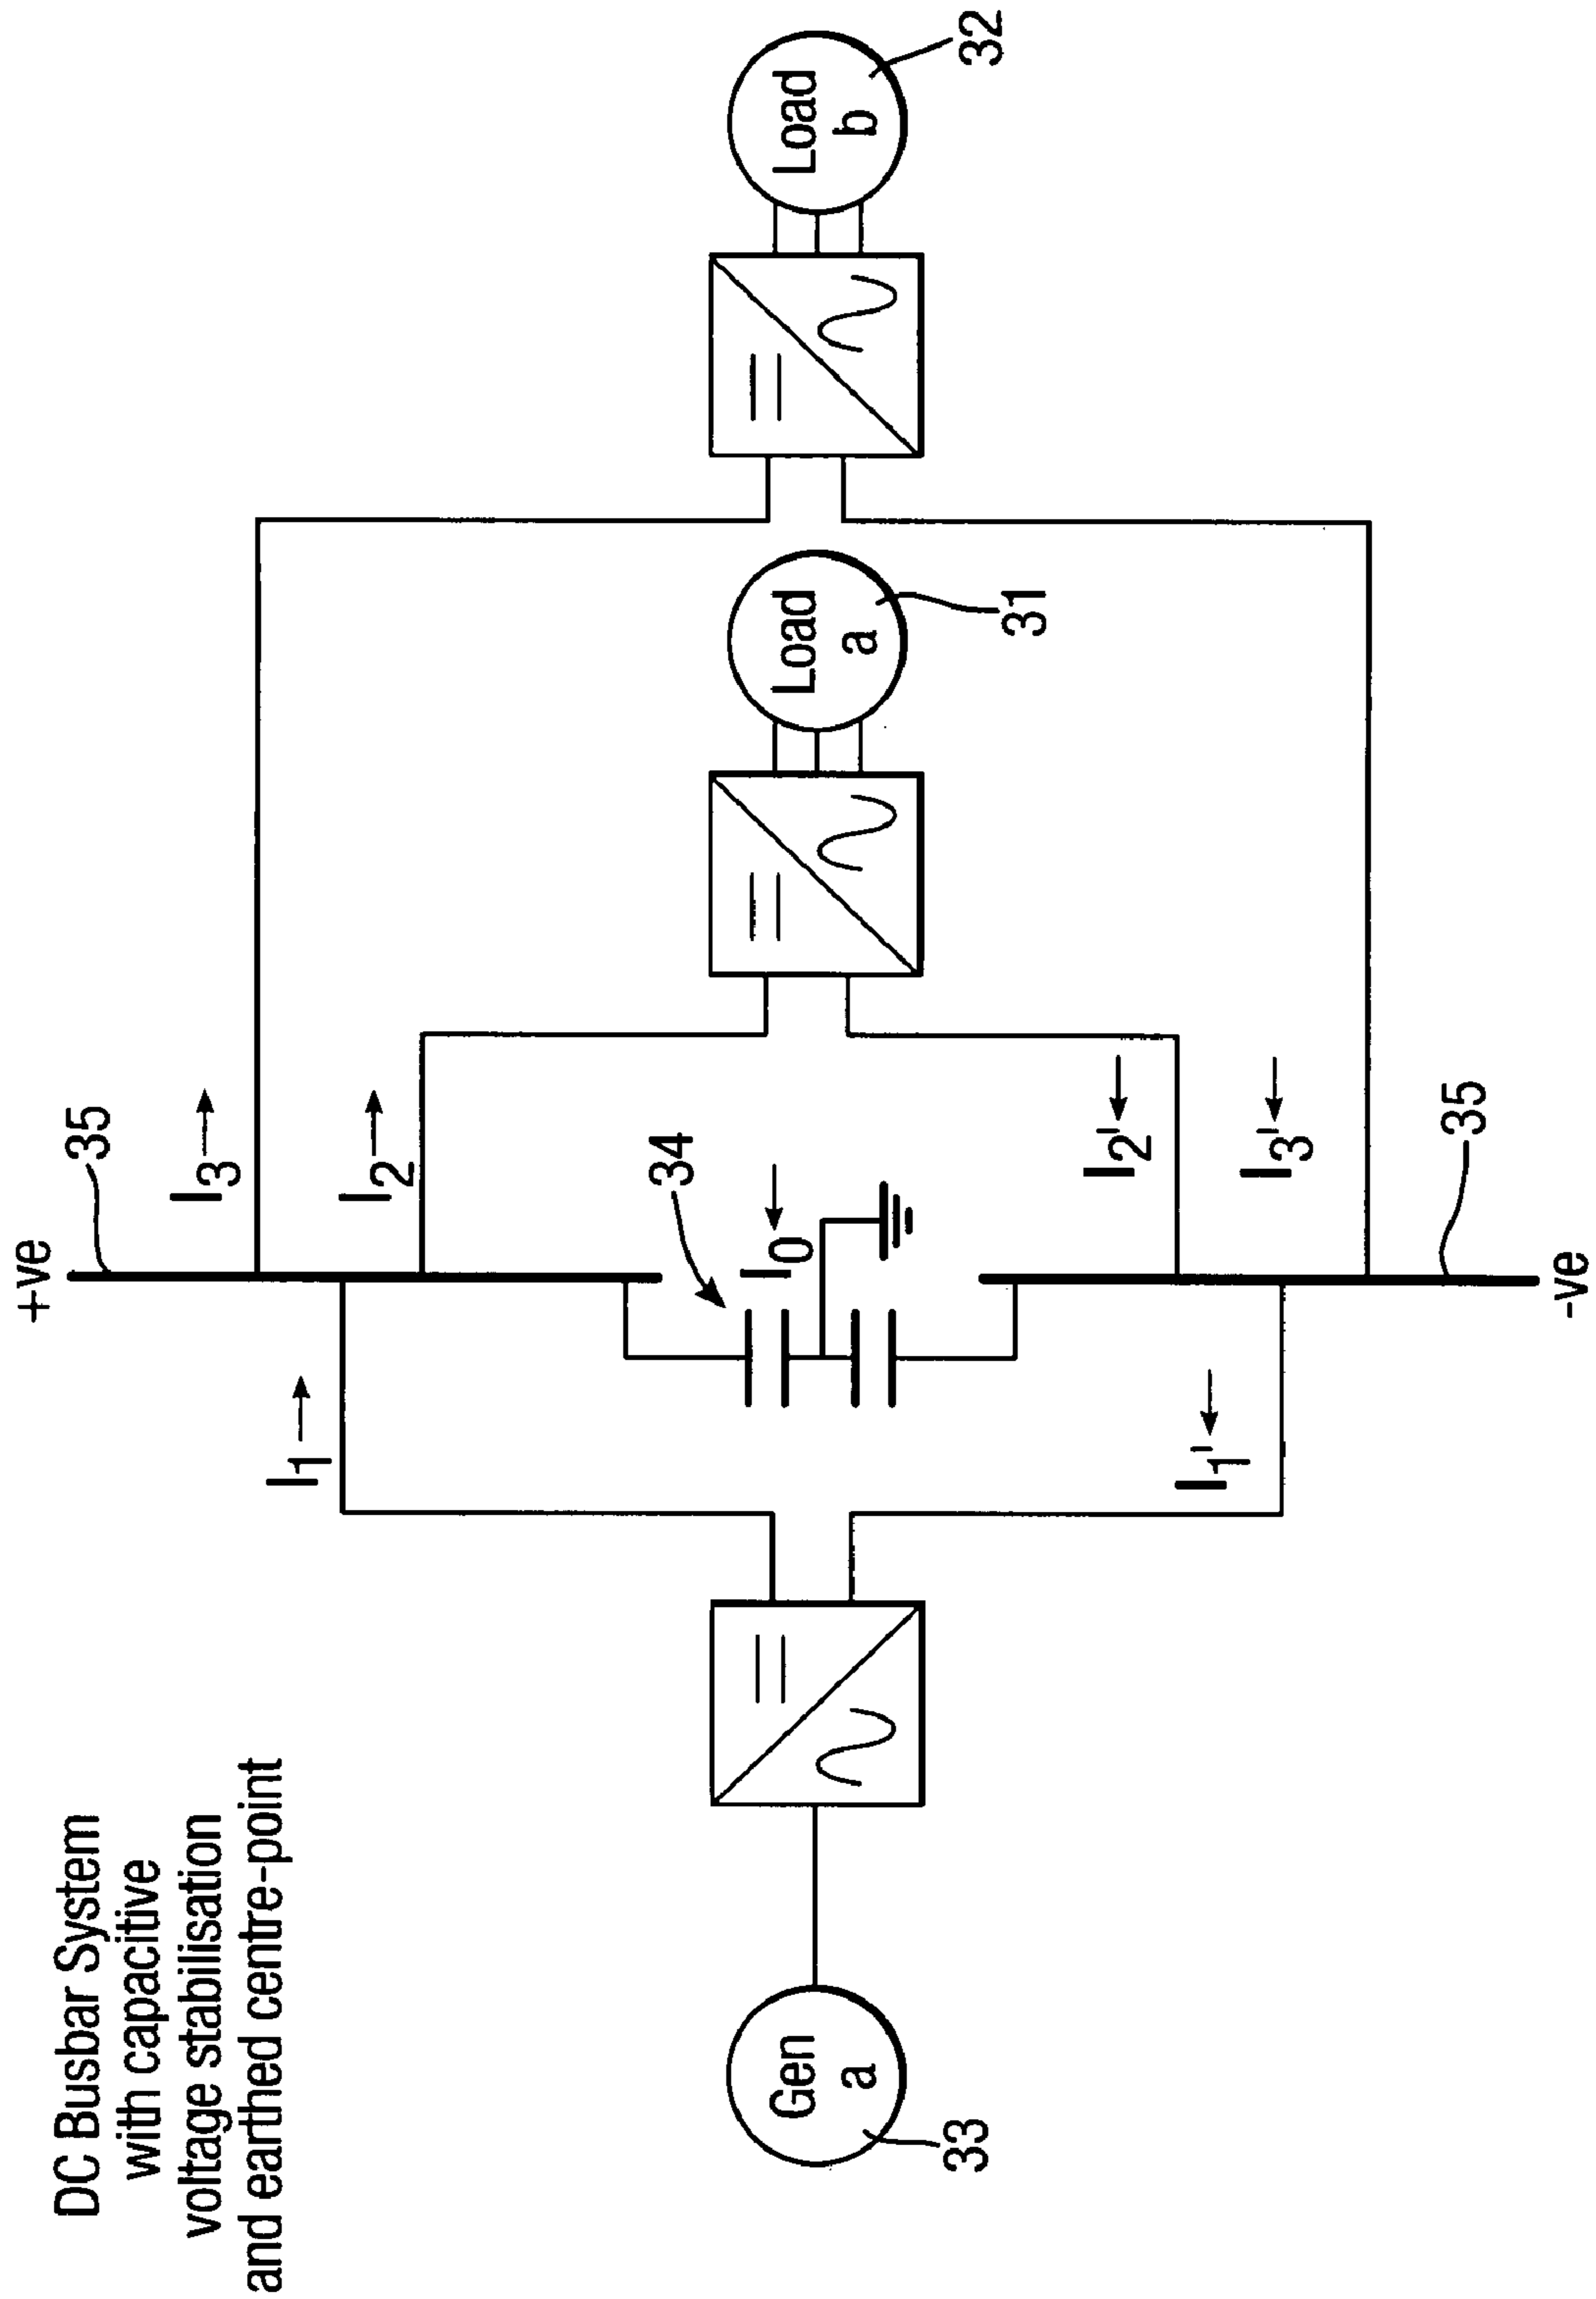 DC Busbar System
with capacitive
voltage stabilisation
and earthed centre-point
+ve
35
I3
I2
I1
34
I0
Gen
a
33
Load
a
31
Load
b
32
I2'
I3'
I1'
35
-ve